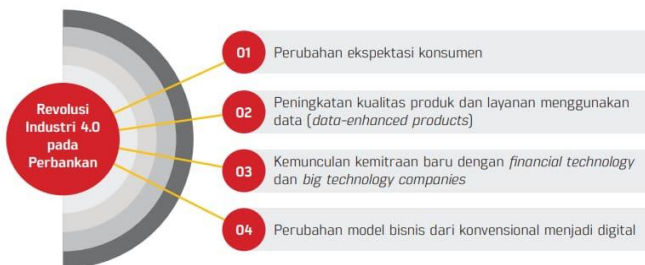 Revolusi
Industri 4.0
pada
Perbankan
01
Perubahan ekspektasi konsumen
02
Peningkatan kualitas produk dan layanan menggunakan
data (data-enhanced products)
03
Kemunculan kemitraan baru dengan financial technology
dan big technology companies
04
Perubahan model bisnis dari konvensional menjadi digital